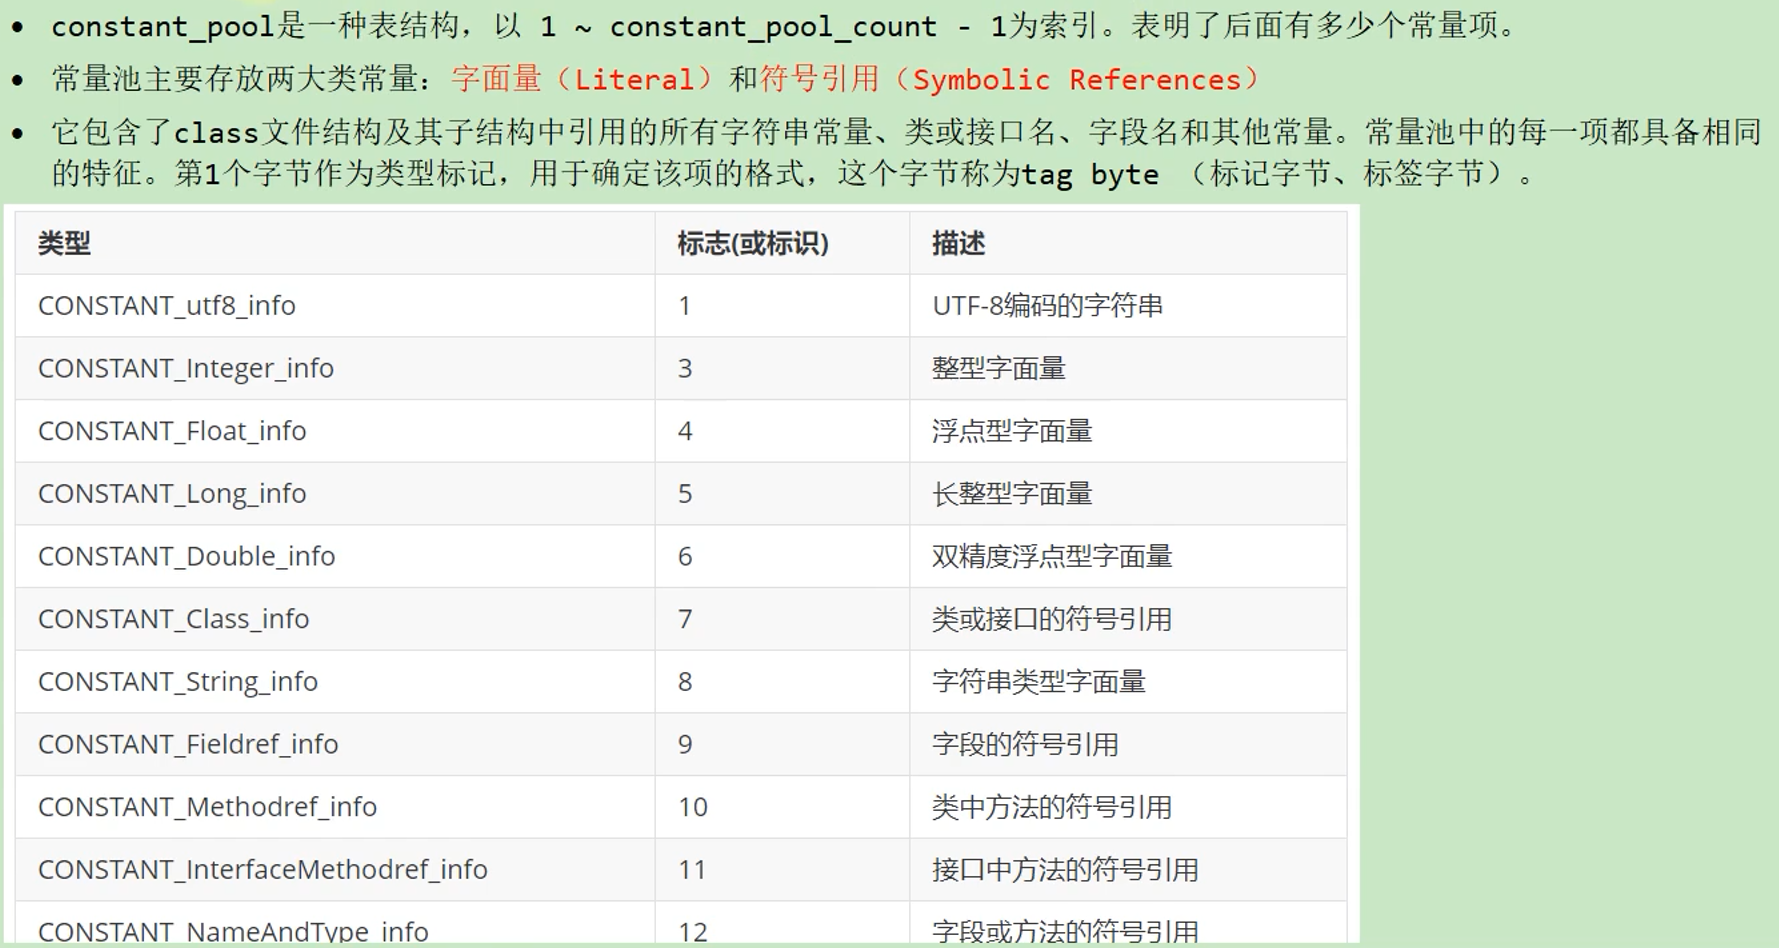 • constant_pool是一种表结构，以 1 ~ constant_pool_count - 1为索引。表明了后面有多少个常量项。
• 常量池主要存放两大类常量：字面量（Literal）和符号引用（Symbolic References）
• 它包含了class文件结构及其子结构中引用的所有字符串常量、类或接口名、字段名和其他常量。常量池中的每一项都具备相同
的特征。第1个字节作为类型标记，用于确定该项的格式，这个字节称为tag byte （标记字节、标签字节）。
类型 标志(或标识) 描述
CONSTANT_utf8_info 1 UTF-8编码的字符串
CONSTANT_Integer_info 3 整型字面量
CONSTANT_Float_info 4 浮点型字面量
CONSTANT_Long_info 5 长整型字面量
CONSTANT_Double_info 6 双精度浮点型字面量
CONSTANT_Class_info 7 类或接口的符号引用
CONSTANT_String_info 8 字符串类型字面量
CONSTANT_Fieldref_info 9 字段的符号引用
CONSTANT_Methodref_info 10 类中方法的符号引用
CONSTANT_InterfaceMethodref_info 11 接口中方法的符号引用
CONSTANT_NameAndType_info 12 字段或方法的符号引用